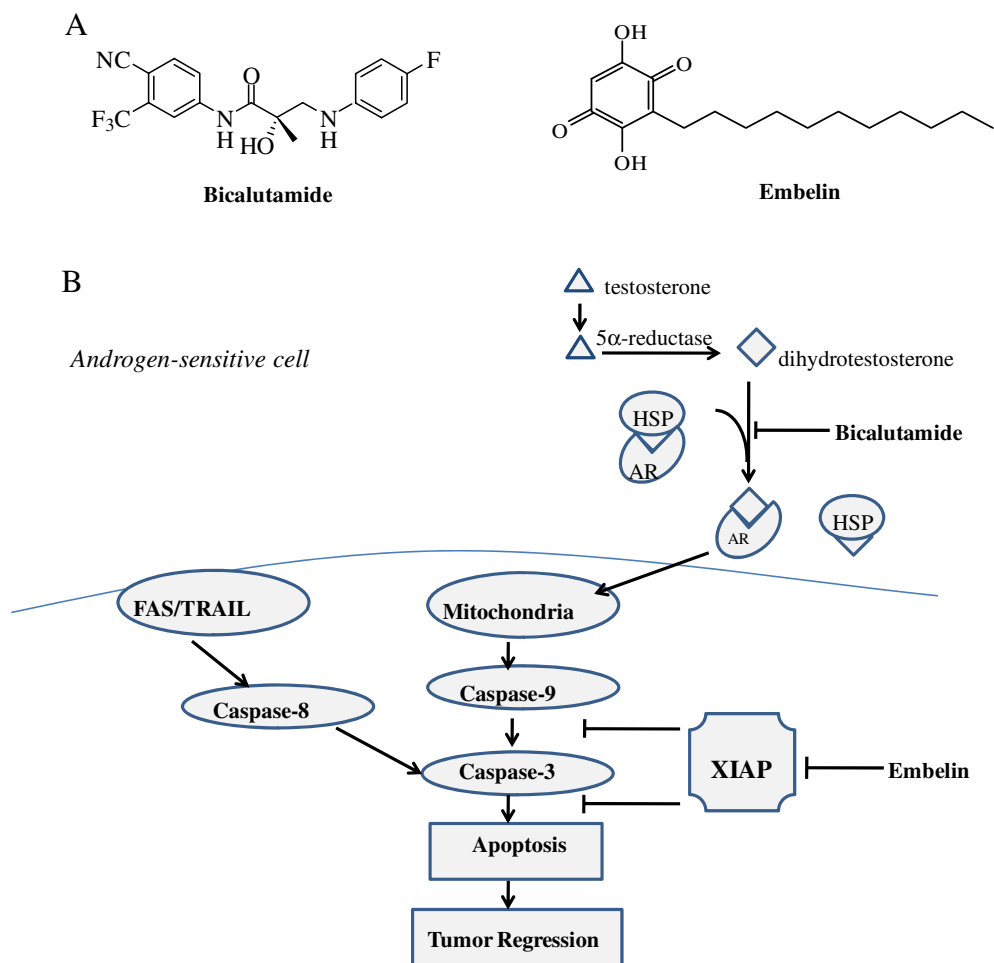 A
NC
F3C
O
N
H
HO
N
H
F
Bicalutamide
OH
O
O
OH
Embelin
B
Androgen-sensitive cell
testosterone
5α-reductase
dihydrotestosterone
HSP
AR
Bicalutamide
AR
HSP
FAS/TRAIL
Mitochondria
Caspase-8
Caspase-9
Caspase-3
XIAP
Embelin
Apoptosis
Tumor Regression